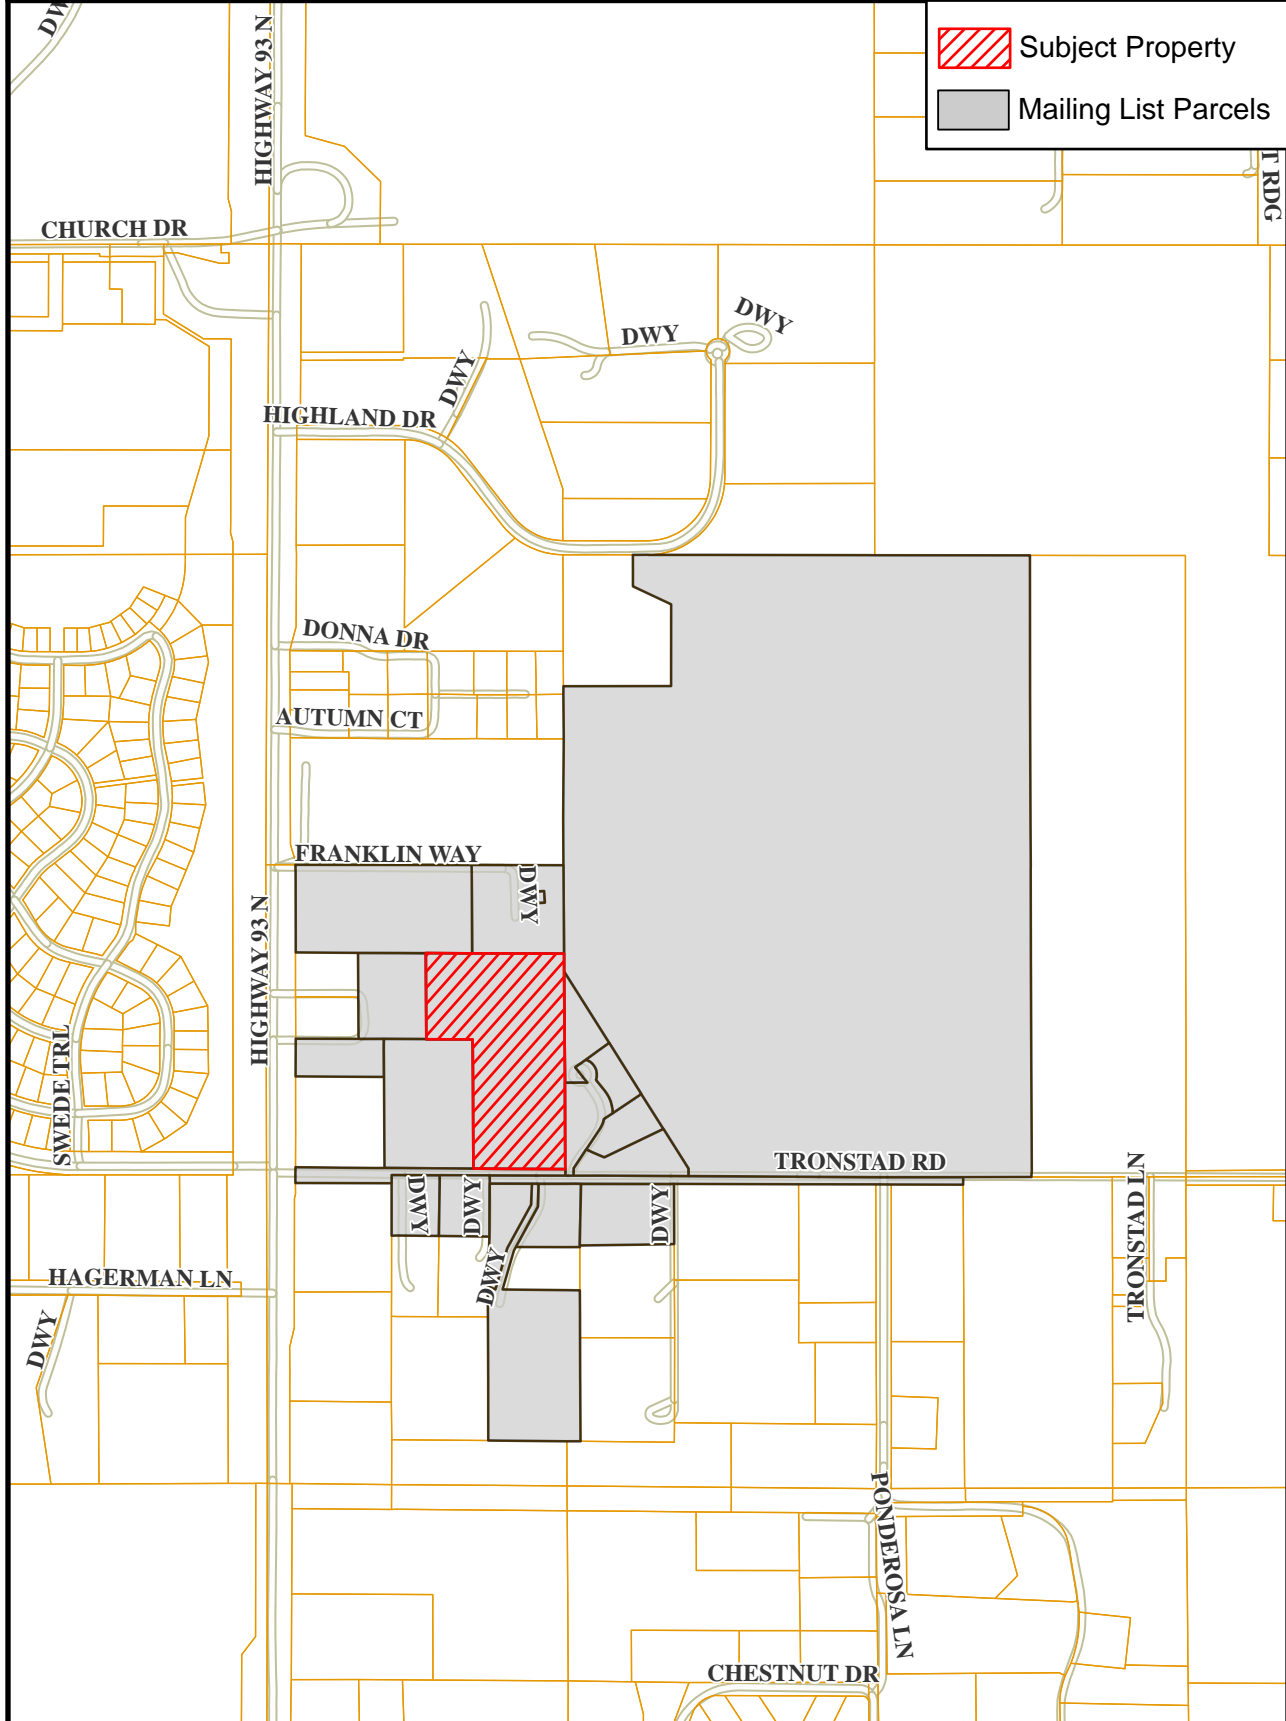 DW
HIGHWAY 93 N
Subject Property
Mailing List Parcels
T RDG
CHURCH DR
DWY
DWY
DWY
HIGHLAND DR
DONNA DR
AUTUMN CT
FRANKLIN WAY
DWY
HIGHWAY 93 N
SWEDE TRL
TRONSTAD RD
DWY
DWY
DWY
DWY
TRONSTAD LN
HAGERMAN LN
DWY
PONDEROSA LN
CHESTNUT DR